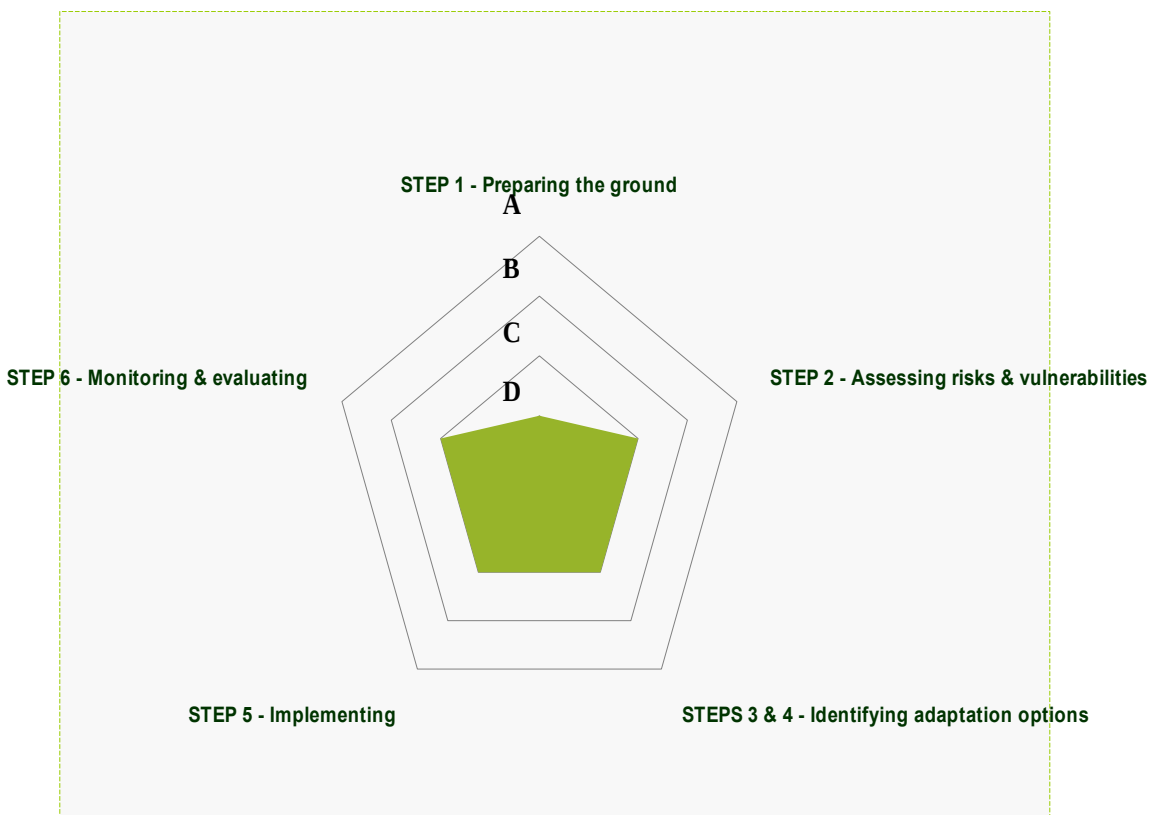 STEP 1 - Preparing the ground
A
B
C
STEP 6 - Monitoring & evaluating
STEP 2 - Assessing risks & vulnerabilities
D
STEP 5 - Implementing
STEPS 3 & 4 - Identifying adaptation options